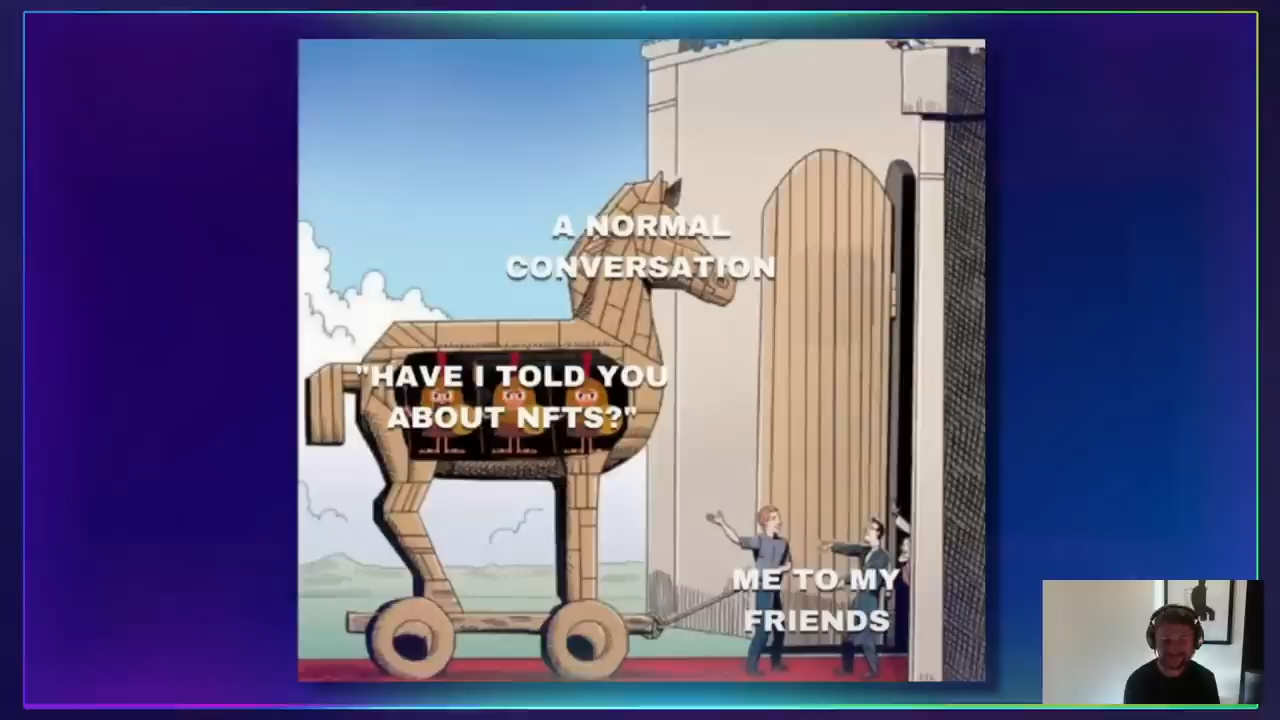 A NORMAL
CONVERSATION
"HAVE I TOLD YOU
ABOUT NFTS?"
ME TO MY
FRIENDS